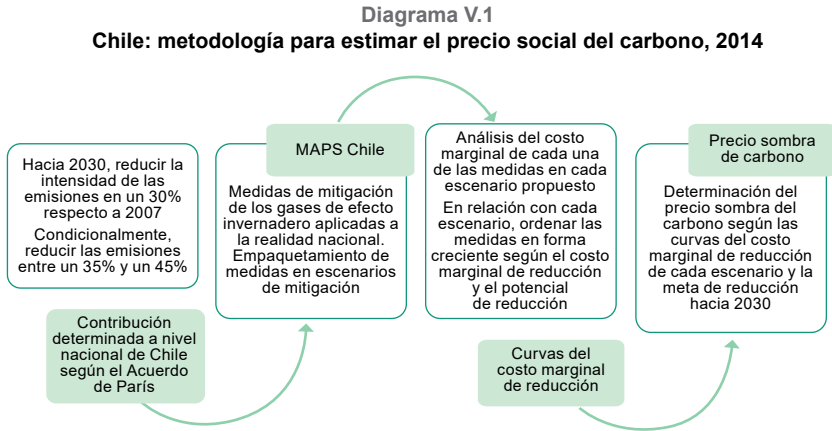 Diagrama V.1
Chile: metodología para estimar el precio social del carbono, 2014
Hacia 2030, reducir la
intensidad de las
emisiones en un 30%
respecto a 2007
Condicionalmente,
reducir las emisiones
entre un 35% y un 45%
Contribución
determinada a nivel
nacional de Chile
según el Acuerdo
de París
MAPS Chile
Medidas de mitigación
de los gases de efecto
invernadero aplicadas a
la realidad nacional.
Empaquetamiento de
medidas en escenarios
de mitigación
Análisis del costo
marginal de cada una
de las medidas en cada
escenario propuesto
En relación con cada
escenario, ordenar las
medidas en forma
creciente según el costo
marginal de reducción
y el potencial
de reducción
Curvas del
costo marginal
de reducción
Precio sombra
de carbono
Determinación del
precio sombra del
carbono según las
curvas del costo
marginal de reducción
de cada escenario y la
meta de reducción
hacia 2030